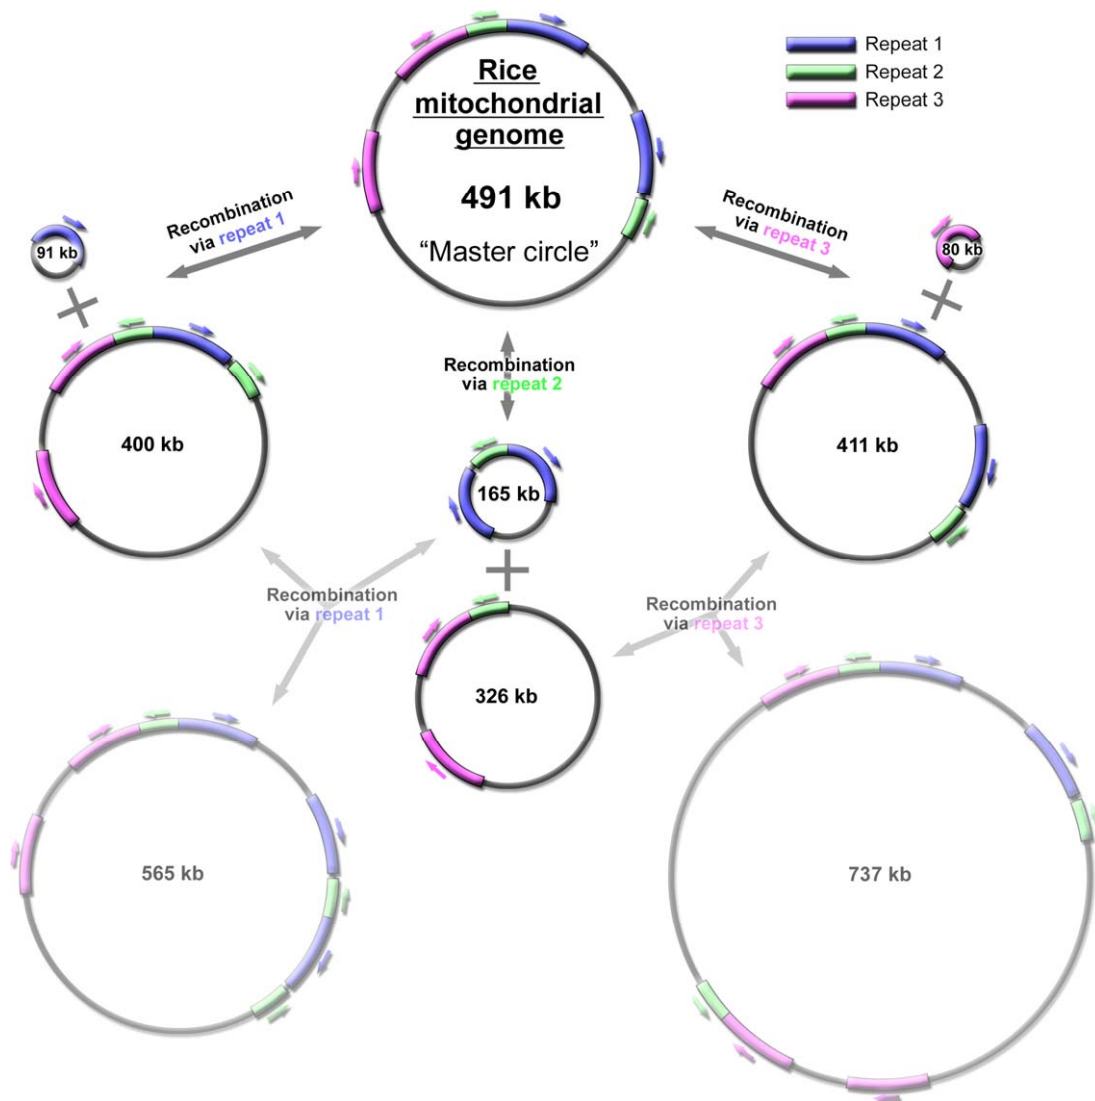 Rice
mitochondrial
genome
491 kb
“Master circle”
Repeat 1
Repeat 2
Repeat 3
Recombination
via repeat 1
Recombination
via repeat 3
91 kb
80 kb
Recombination
via repeat 2
400 kb
411 kb
165 kb
Recombination
via repeat 1
Recombination
via repeat 3
326 kb
565 kb
737 kb